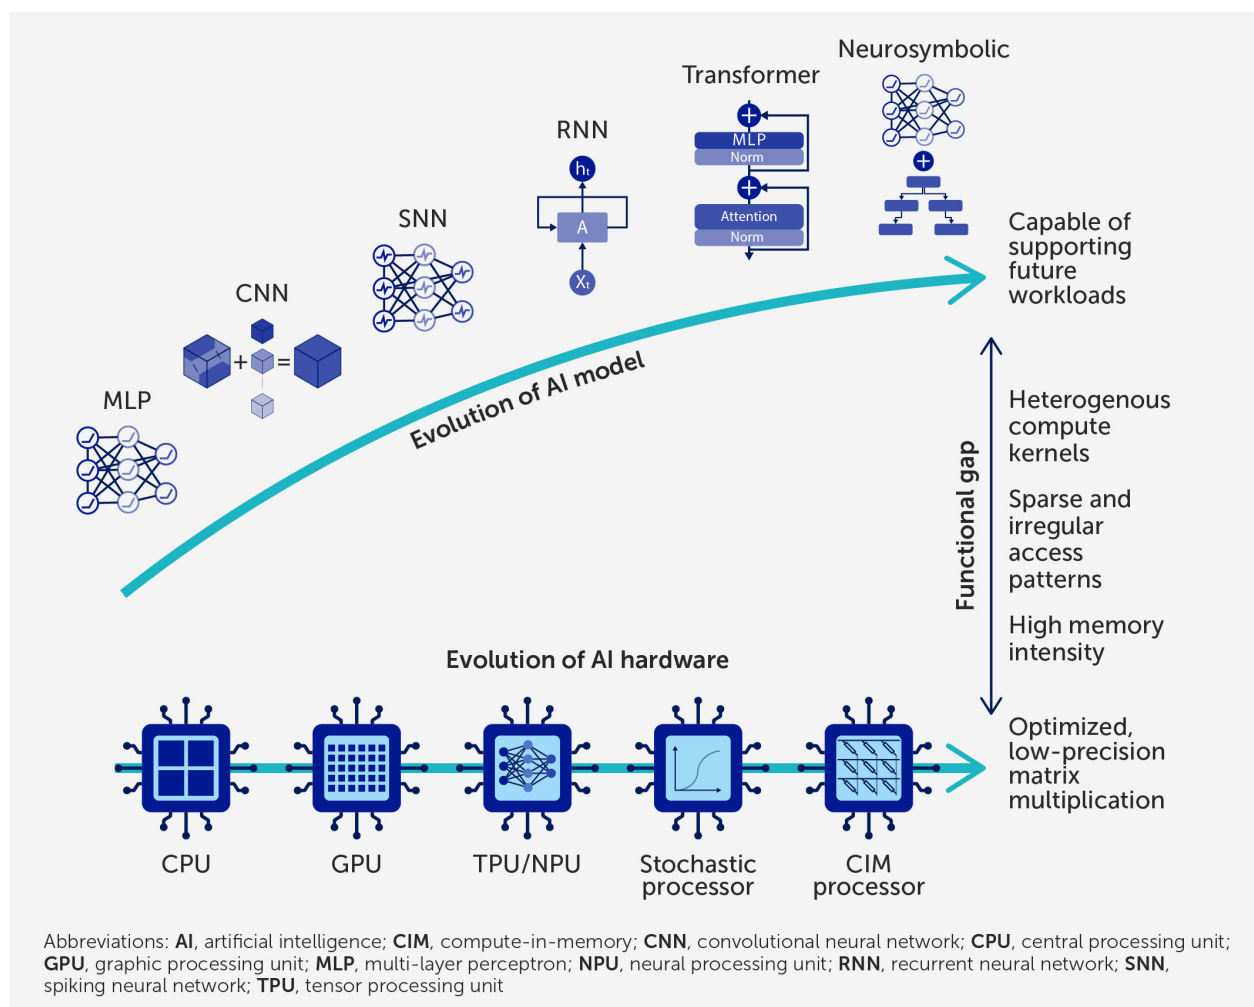 Neurosymbolic
Transformer
RNN
MLP
Norm
Attention
Norm
hₜ
A
Xₜ
SNN
CNN
+
=
MLP
Evolution of AI model
Capable of
supporting
future
workloads
Functional gap
Heterogenous
compute
kernels
Sparse and
irregular
access
patterns
High memory
intensity
Evolution of AI hardware
Optimized,
low-precision
matrix
multiplication
CPU
GPU
TPU/NPU
Stochastic
processor
CIM
processor
Abbreviations: AI, artificial intelligence; CIM, compute-in-memory; CNN, convolutional neural network; CPU, central processing unit;
GPU, graphic processing unit; MLP, multi-layer perceptron; NPU, neural processing unit; RNN, recurrent neural network; SNN,
spiking neural network; TPU, tensor processing unit